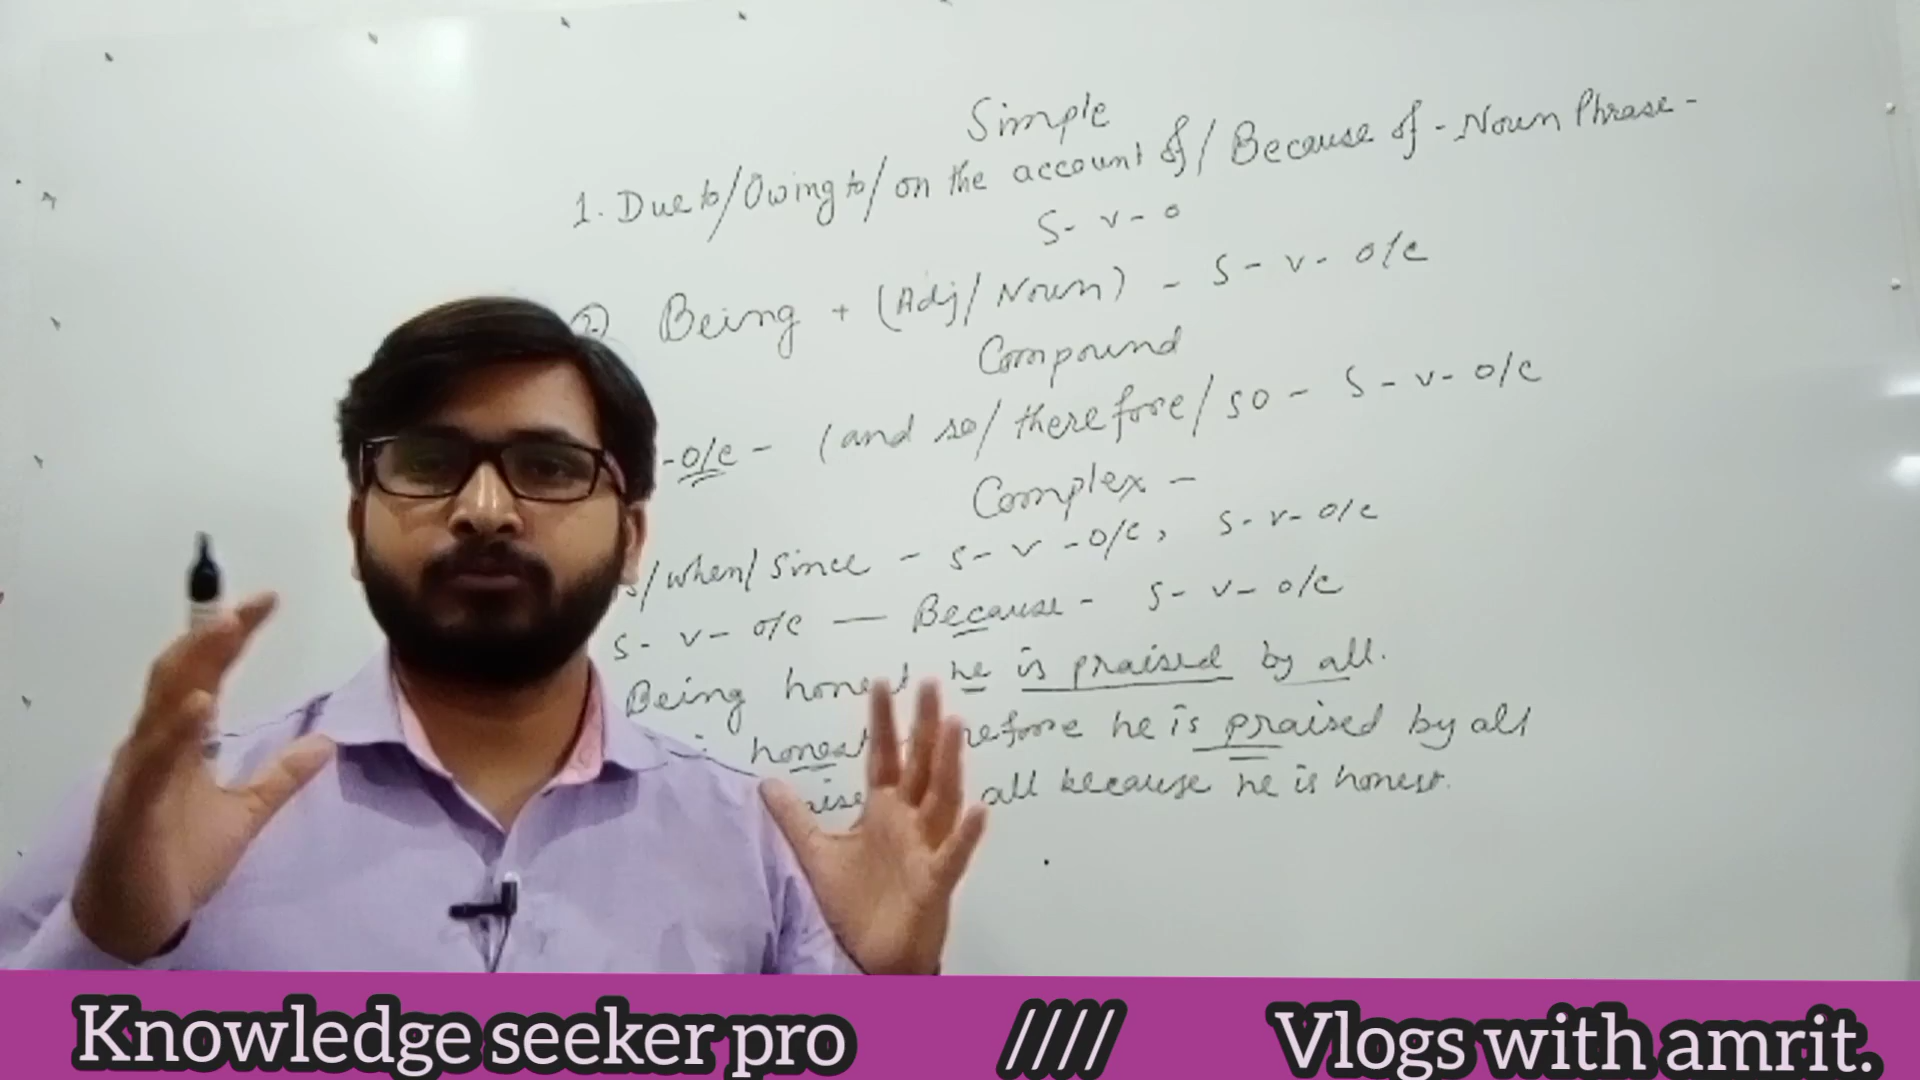 Simple
1. Due to/Owing to/ on the account of/ Because of - Noun Phrase -
S- v- o
Being + (Adj/Noun) - S - v- o/c
Compound
-o/c - (and so/ therefore/ so - S - v- o/c
Complex -
/when/ Since - S- v -o/c, S- v- o/c
S- v- o/c — Because - S- v- o/c
Being honest he is praised by all.
honest he is praised by all
all because he is honest.
Knowledge seeker pro //// Vlogs with amrit.